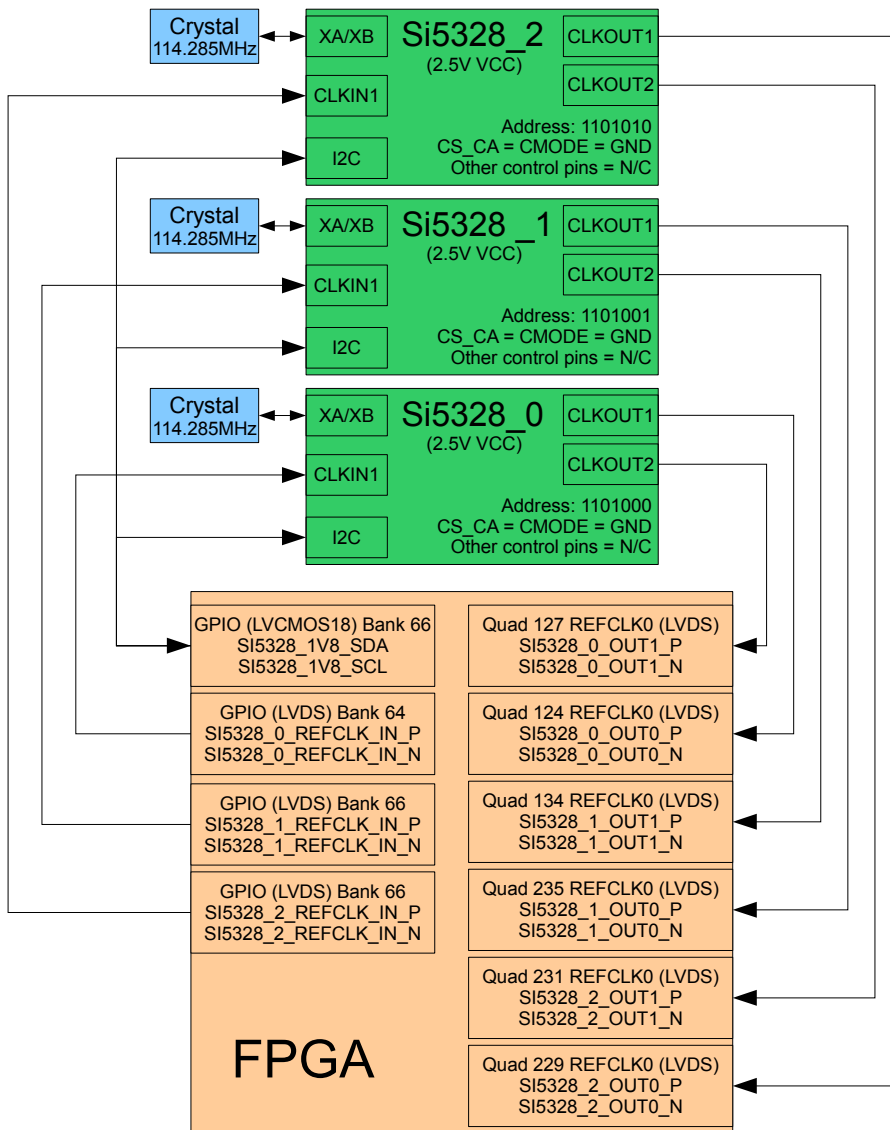 Crystal
114.285MHz
XA/XB
Si5328_2
(2.5V VCC)
CLKOUT1
CLKIN1
CLKOUT2
I2C
Address: 1101010
CS_CA = CMODE = GND
Other control pins = N/C
Crystal
114.285MHz
XA/XB
Si5328 _1
(2.5V VCC)
CLKOUT1
CLKIN1
CLKOUT2
I2C
Address: 1101001
CS_CA = CMODE = GND
Other control pins = N/C
Crystal
114.285MHz
XA/XB
Si5328_0
(2.5V VCC)
CLKOUT1
CLKIN1
CLKOUT2
I2C
Address: 1101000
CS_CA = CMODE = GND
Other control pins = N/C
GPIO (LVCMOS18) Bank 66
SI5328_1V8_SDA
SI5328_1V8_SCL
GPIO (LVDS) Bank 64
SI5328_0_REFCLK_IN_P
SI5328_0_REFCLK_IN_N
GPIO (LVDS) Bank 66
SI5328_1_REFCLK_IN_P
SI5328_1_REFCLK_IN_N
GPIO (LVDS) Bank 66
SI5328_2_REFCLK_IN_P
SI5328_2_REFCLK_IN_N
Quad 127 REFCLK0 (LVDS)
SI5328_0_OUT1_P
SI5328_0_OUT1_N
Quad 124 REFCLK0 (LVDS)
SI5328_0_OUT0_P
SI5328_0_OUT0_N
Quad 134 REFCLK0 (LVDS)
SI5328_1_OUT1_P
SI5328_1_OUT1_N
Quad 235 REFCLK0 (LVDS)
SI5328_1_OUT0_P
SI5328_1_OUT0_N
Quad 231 REFCLK0 (LVDS)
SI5328_2_OUT1_P
SI5328_2_OUT1_N
Quad 229 REFCLK0 (LVDS)
SI5328_2_OUT0_P
SI5328_2_OUT0_N
FPGA